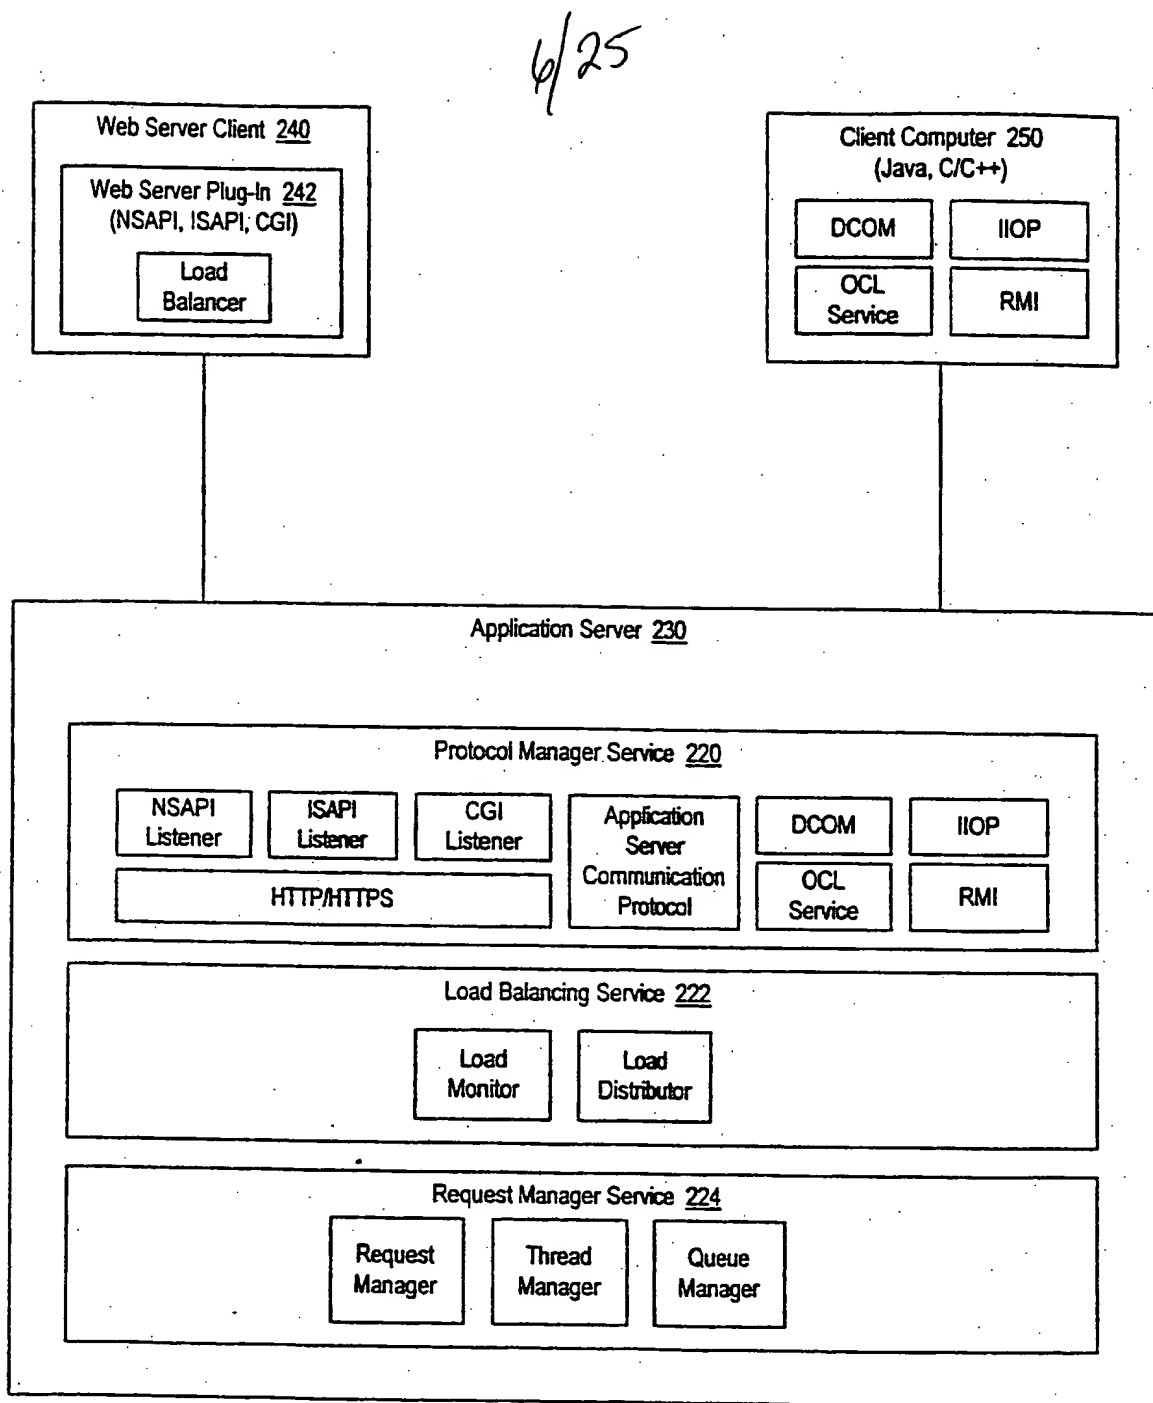 6/25
Web Server Client 240
Web Server Plug-In 242
(NSAPI, ISAPI, CGI)
Load
Balancer
Client Computer 250
(Java, C/C++)
DCOM
IIOP
OCL
Service
RMI
Application Server 230
Protocol Manager Service 220
NSAPI
Listener
ISAPI
Listener
CGI
Listener
HTTP/HTTPS
Application
Server
Communication
Protocol
DCOM
IIOP
OCL
Service
RMI
Load Balancing Service 222
Load
Monitor
Load
Distributor
Request Manager Service 224
Request
Manager
Thread
Manager
Queue
Manager